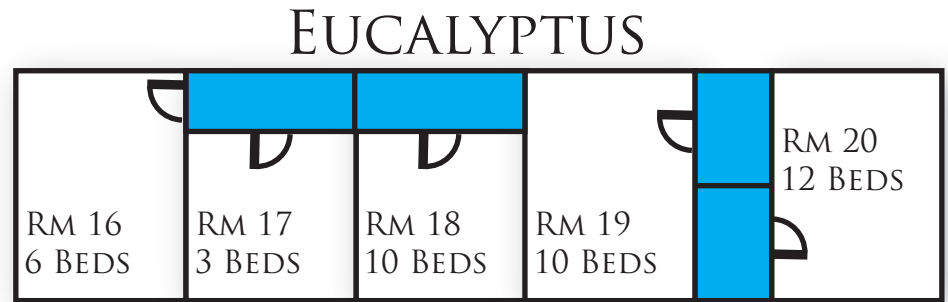 EUCALYPTUS
RM 16
6 BEDS
RM 17
3 BEDS
RM 18
10 BEDS
RM 19
10 BEDS
RM 20
12 BEDS